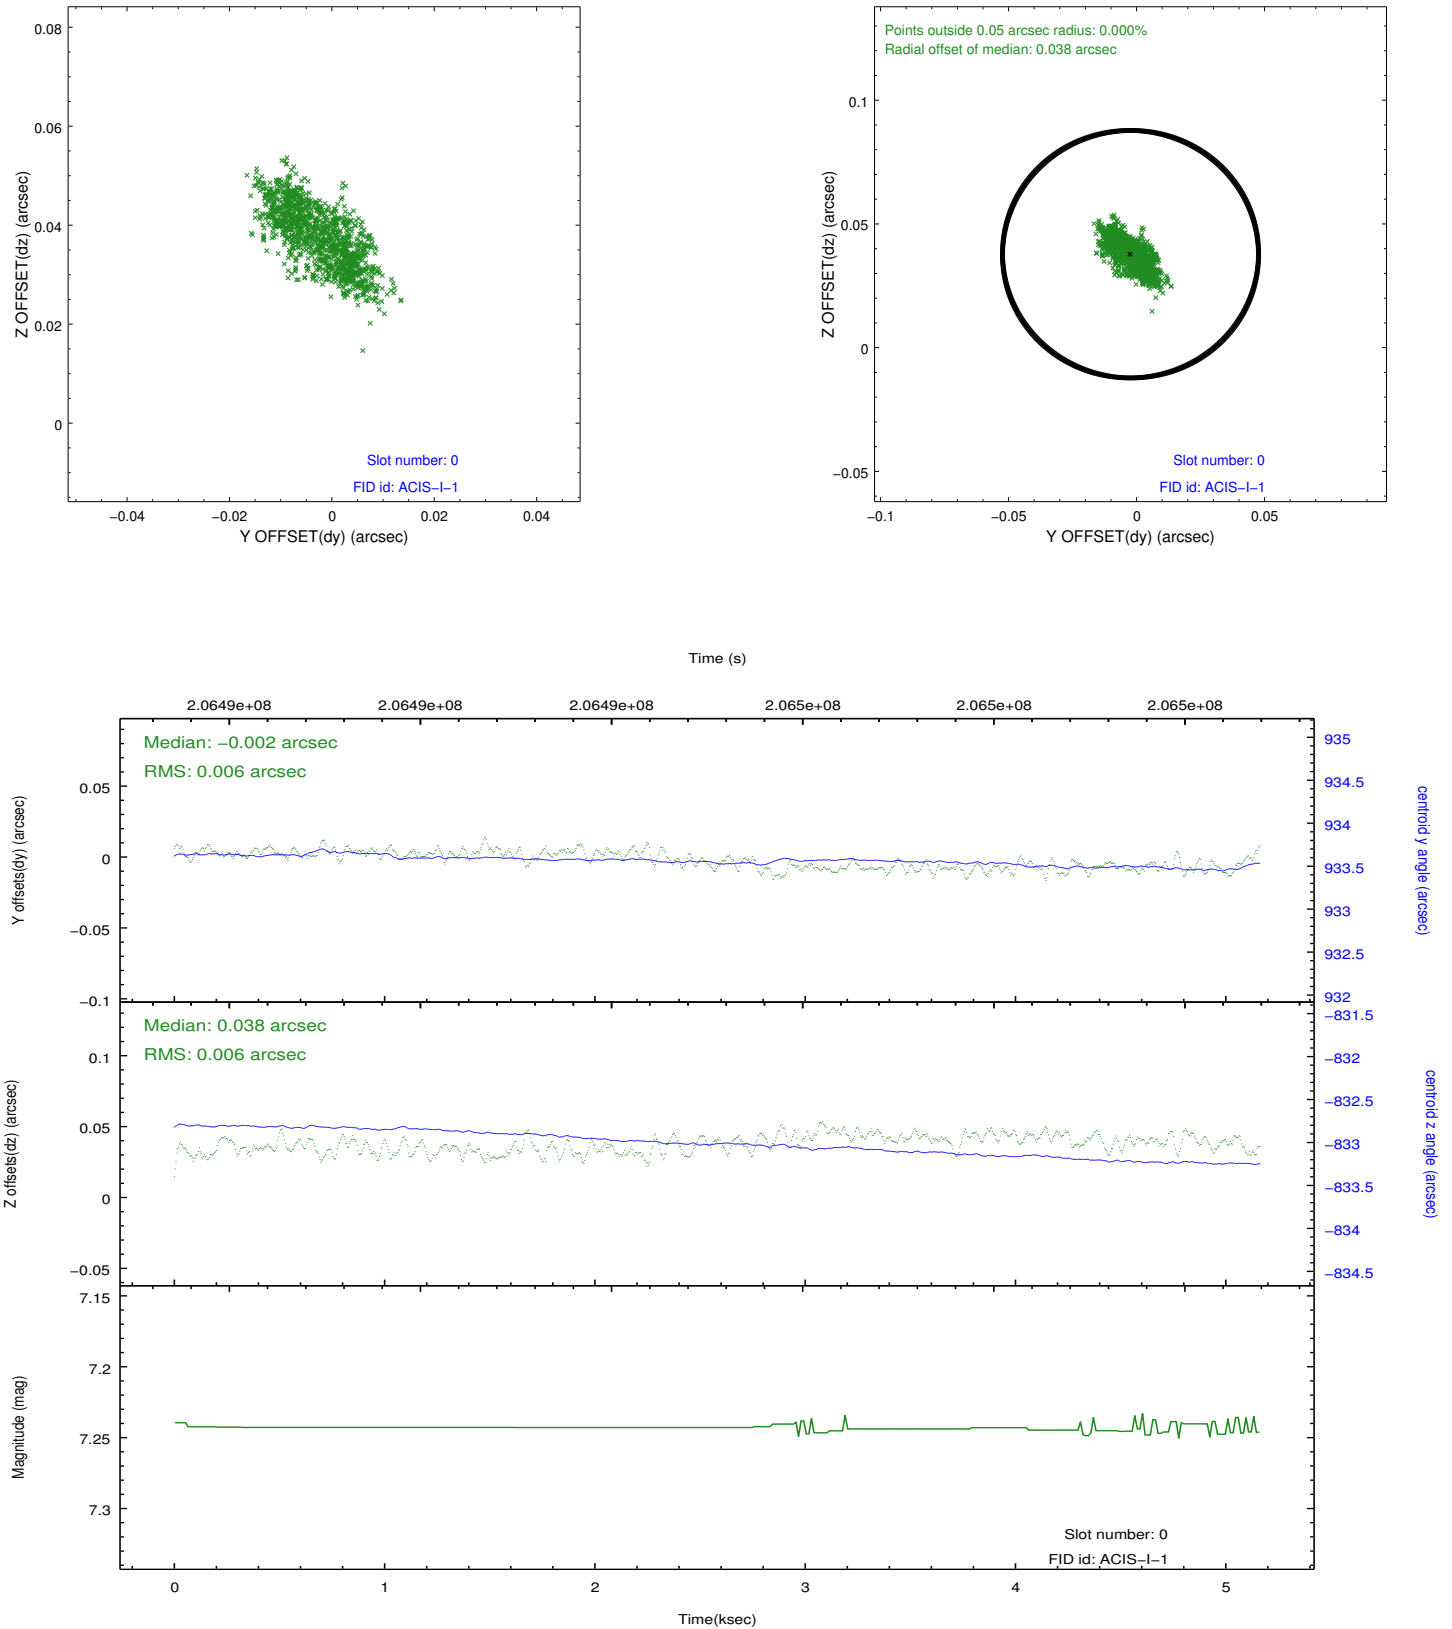 0.08
0.06
0.04
0.02
0
−0.04
−0.02
0
0.02
0.04
Z OFFSET(dz) (arcsec)
Y OFFSET(dy) (arcsec)
Slot number: 0
FID id: ACIS−I−1
Points outside 0.05 arcsec radius: 0.000%
Radial offset of median: 0.038 arcsec
0.1
0.05
0
−0.05
−0.1
−0.05
0
0.05
Z OFFSET(dz) (arcsec)
Y OFFSET(dy) (arcsec)
Slot number: 0
FID id: ACIS−I−1
Time (s)
2.0649e+08
2.0649e+08
2.0649e+08
2.065e+08
2.065e+08
2.065e+08
Median: −0.002 arcsec
RMS: 0.006 arcsec
0.05
0
−0.05
−0.1
Y offsets(dy) (arcsec)
935
934.5
934
933.5
933
932.5
932
centroid y angle (arcsec)
Median: 0.038 arcsec
RMS: 0.006 arcsec
0.1
0.05
0
−0.05
Z offsets(dz) (arcsec)
−831.5
−832
−832.5
−833
−833.5
−834
−834.5
centroid z angle (arcsec)
7.15
7.2
7.25
7.3
Magnitude (mag)
Slot number: 0
FID id: ACIS−I−1
0
1
2
3
4
5
Time(ksec)